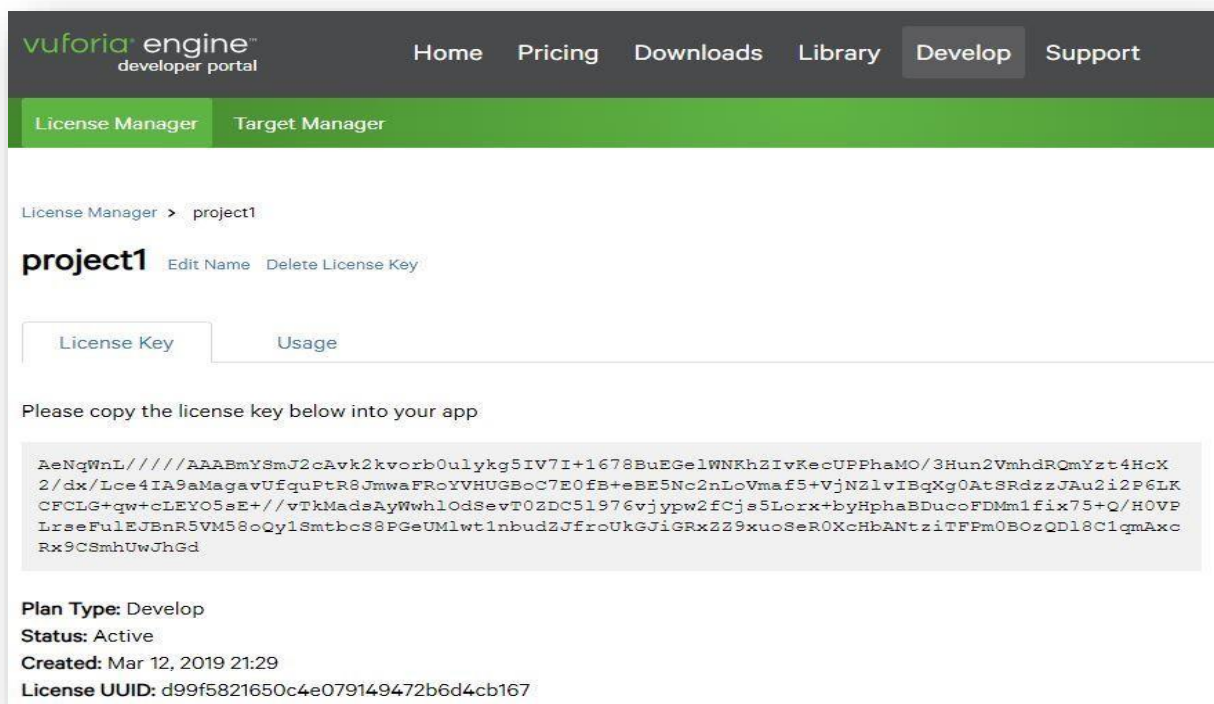 vuforia® engine™
developer portal
Home Pricing Downloads Library Develop Support
License Manager Target Manager
License Manager > project1
project1 Edit Name Delete License Key
License Key Usage
Please copy the license key below into your app
AeNqWnL/////AAABmYSmJ2cAvk2kvorb0ulykg5IV7I+1678BuEGelWNKhZIvKecUPPhaMO/3Hun2VmhdRQmYzt4HcX
2/dx/Lce4IA9aMagavUfquPtR8JmwaFRoYVHUGBoC7E0fB+eBE5Nc2nLoVmaf5+VjNZlvIBqXg0AtSRdzzJAu2i2P6LK
CFCLG+qw+cLEYO5sE+//vTkMadsAyWwhlOdSevT0ZDC5l976vjypw2fCjs5Lorx+byHphaBDucoFDMm1fix75+Q/H0VP
LrseFulEJBnR5VM58oQy1SmtbcS8PGeUMlwt1nbudZJfroUkGJiGRxZZ9xuoSeR0XcHbANtziTFPm0BOzQDl8C1qmAxc
Rx9CSmhUwJhGd
Plan Type: Develop
Status: Active
Created: Mar 12, 2019 21:29
License UUID: d99f5821650c4e079149472b6d4cb167